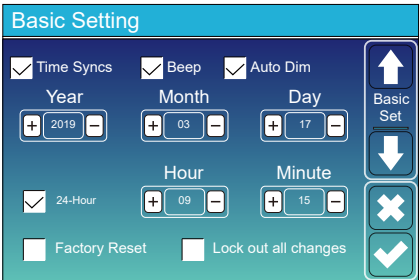 Basic Setting
Time Syncs Beep Auto Dim
Year Month Day
+ 2019 − + 03 − + 17 −
Basic
Set
Hour Minute
24-Hour + 09 − + 15 −
Factory Reset Lock out all changes